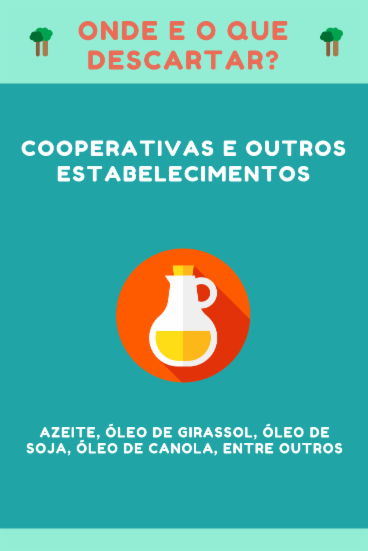 ONDE E O QUE
DESCARTAR?
COOPERATIVAS E OUTROS
ESTABELECIMENTOS
AZEITE, ÓLEO DE GIRASSOL, ÓLEO DE
SOJA, ÓLEO DE CANOLA, ENTRE OUTROS